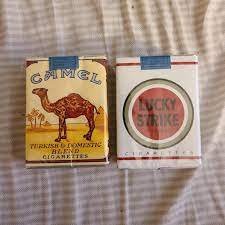 CAMEL
TURKISH & DOMESTIC
BLEND
CIGARETTES
LUCKY
STRIKE
CIGARETTES